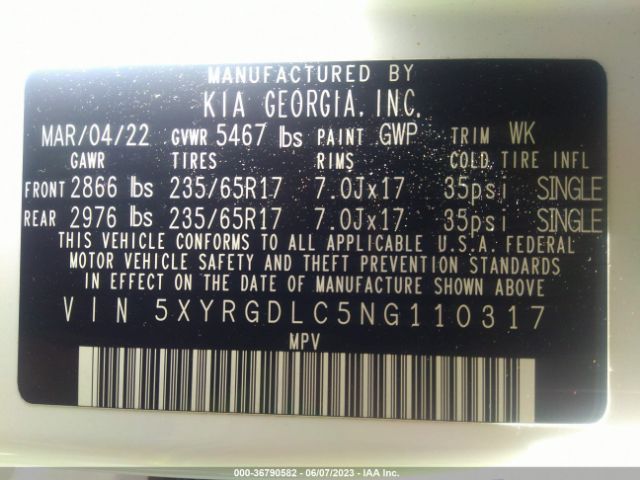 MANUFACTURED BY
KIA GEORGIA, INC.
MAR/04/22 GVWR 5467 lbs PAINT GWP TRIM WK
GAWR TIRES RIMS COLD TIRE INFL
FRONT 2866 lbs 235/65R17 7.0Jx17 35psi SINGLE
REAR 2976 lbs 235/65R17 7.0Jx17 35psi SINGLE
THIS VEHICLE CONFORMS TO ALL APPLICABLE U.S.A. FEDERAL
MOTOR VEHICLE SAFETY AND THEFT PREVENTION STANDARDS
IN EFFECT ON THE DATE OF MANUFACTURE SHOWN ABOVE.
VIN 5XYRGDLC5NG110317
MPV
000-36790582 - 06/07/2023 - IAA Inc.